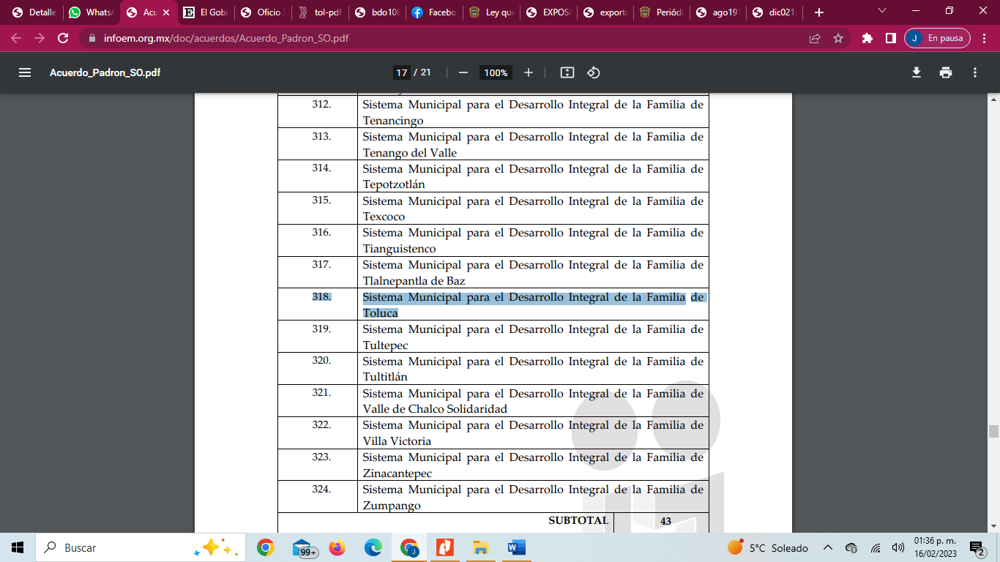 Detalle
WhatsA
Acu
El Gobi
Oficio
tol-pdf
bdo108
Facebo
Ley que
EXPOSI
exporta
Periódi
ago191
dic021
infoem.org.mx/doc/acuerdos/Acuerdo_Padron_SO.pdf
J En pausa
Acuerdo_Padron_SO.pdf
17 / 21
100%
312. Sistema Municipal para el Desarrollo Integral de la Familia de
Tenancingo
313. Sistema Municipal para el Desarrollo Integral de la Familia de
Tenango del Valle
314. Sistema Municipal para el Desarrollo Integral de la Familia de
Tepotzotlán
315. Sistema Municipal para el Desarrollo Integral de la Familia de
Texcoco
316. Sistema Municipal para el Desarrollo Integral de la Familia de
Tianguistenco
317. Sistema Municipal para el Desarrollo Integral de la Familia de
Tlalnepantla de Baz
318. Sistema Municipal para el Desarrollo Integral de la Familia de
Toluca
319. Sistema Municipal para el Desarrollo Integral de la Familia de
Tultepec
320. Sistema Municipal para el Desarrollo Integral de la Familia de
Tultitlán
321. Sistema Municipal para el Desarrollo Integral de la Familia de
Valle de Chalco Solidaridad
322. Sistema Municipal para el Desarrollo Integral de la Familia de
Villa Victoria
323. Sistema Municipal para el Desarrollo Integral de la Familia de
Zinacantepec
324. Sistema Municipal para el Desarrollo Integral de la Familia de
Zumpango
SUBTOTAL 43
Buscar
99+
J
5°C Soleado
01:36 p. m.
16/02/2023
2